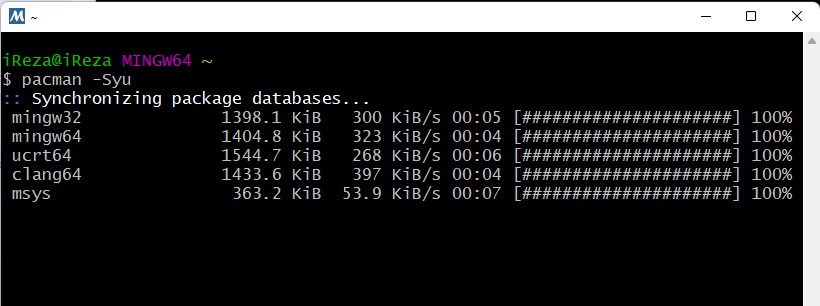 M ~
iReza@iReza MINGW64 ~
$ pacman -Syu
:: Synchronizing package databases...
mingw32 1398.1 KiB 300 KiB/s 00:05 [#####################] 100%
mingw64 1404.8 KiB 323 KiB/s 00:04 [#####################] 100%
ucrt64 1544.7 KiB 268 KiB/s 00:06 [#####################] 100%
clang64 1433.6 KiB 397 KiB/s 00:04 [#####################] 100%
msys 363.2 KiB 53.9 KiB/s 00:07 [#####################] 100%